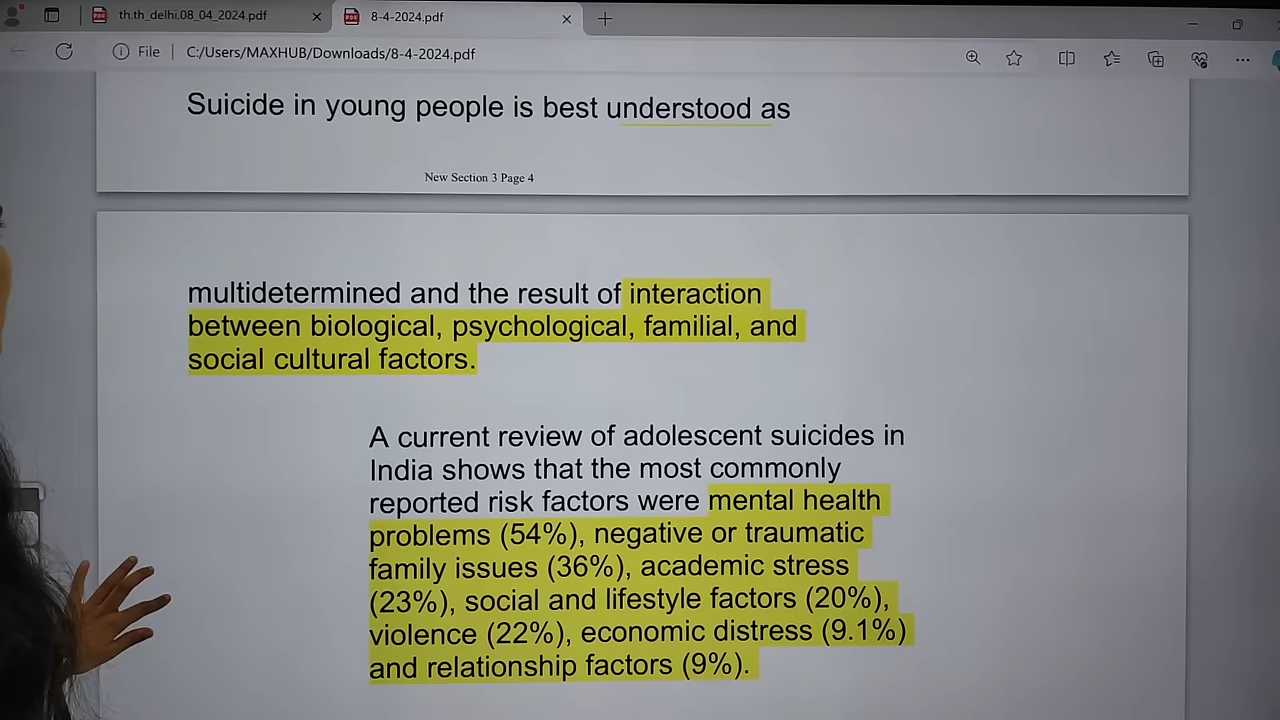 th.th_delhi.08_04_2024.pdf
8-4-2024.pdf
File
C:/Users/MAXHUB/Downloads/8-4-2024.pdf
Suicide in young people is best understood as
New Section 3 Page 4
multidetermined and the result of interaction
between biological, psychological, familial, and
social cultural factors.
A current review of adolescent suicides in
India shows that the most commonly
reported risk factors were mental health
problems (54%), negative or traumatic
family issues (36%), academic stress
(23%), social and lifestyle factors (20%),
violence (22%), economic distress (9.1%)
and relationship factors (9%).